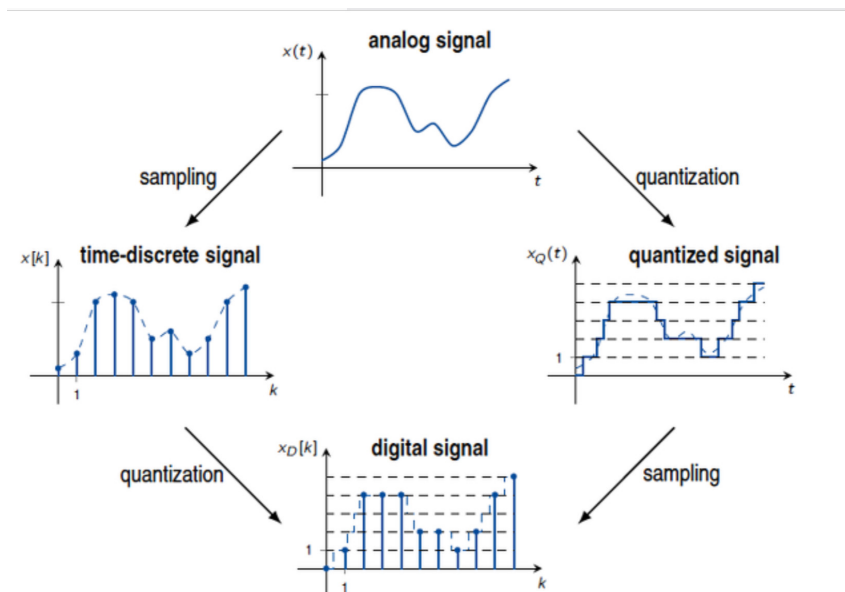 analog signal
x(t)
t
sampling
quantization
time-discrete signal
x[k]
1
k
quantized signal
x_Q(t)
1
t
quantization
sampling
digital signal
x_D[k]
1
1
k